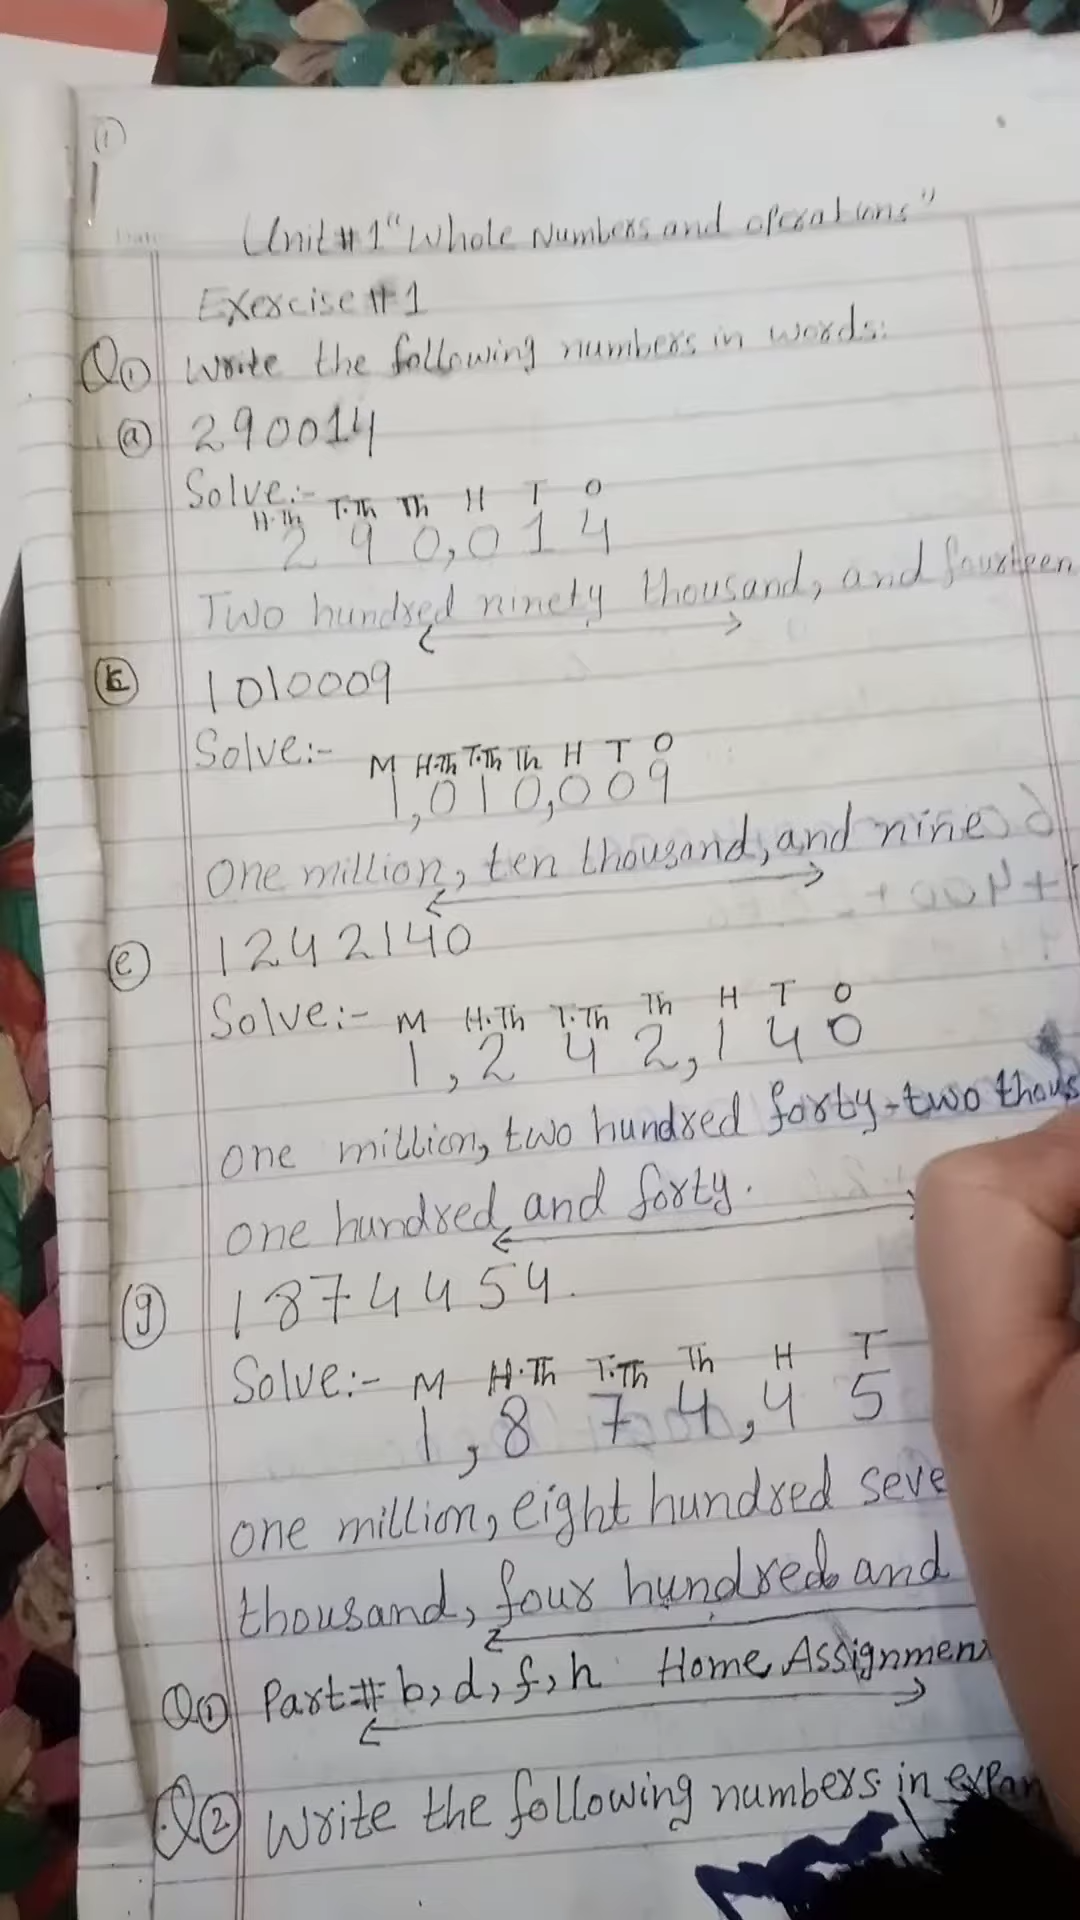 (1)
Unit # 1 "Whole Numbers and operations"
Exercise # 1
Q① Write the following numbers in words:
ⓐ 290014
Solve:-
H.Th T.Th Th H T O
2 9 0,0 1 4
Two hundred ninety thousand, and fourteen
1010009
Solve:-
M H.Th T.Th Th H T O
1,0 1 0,0 0 9
One million, ten thousand, and nine
ⓔ 1242140
Solve:- M H.Th T.Th Th H T O
1, 2 4 2, 1 4 0
one million, two hundred forty-two thous
one hundred and forty.
ⓖ 1874454.
Solve:- M H.Th T.Th Th H T
1, 8 7 4, 4 5
one million, eight hundred seve
thousand, four hundred and
Q① Part# b, d, f, h Home Assignmen
Q② Write the following numbers in expan